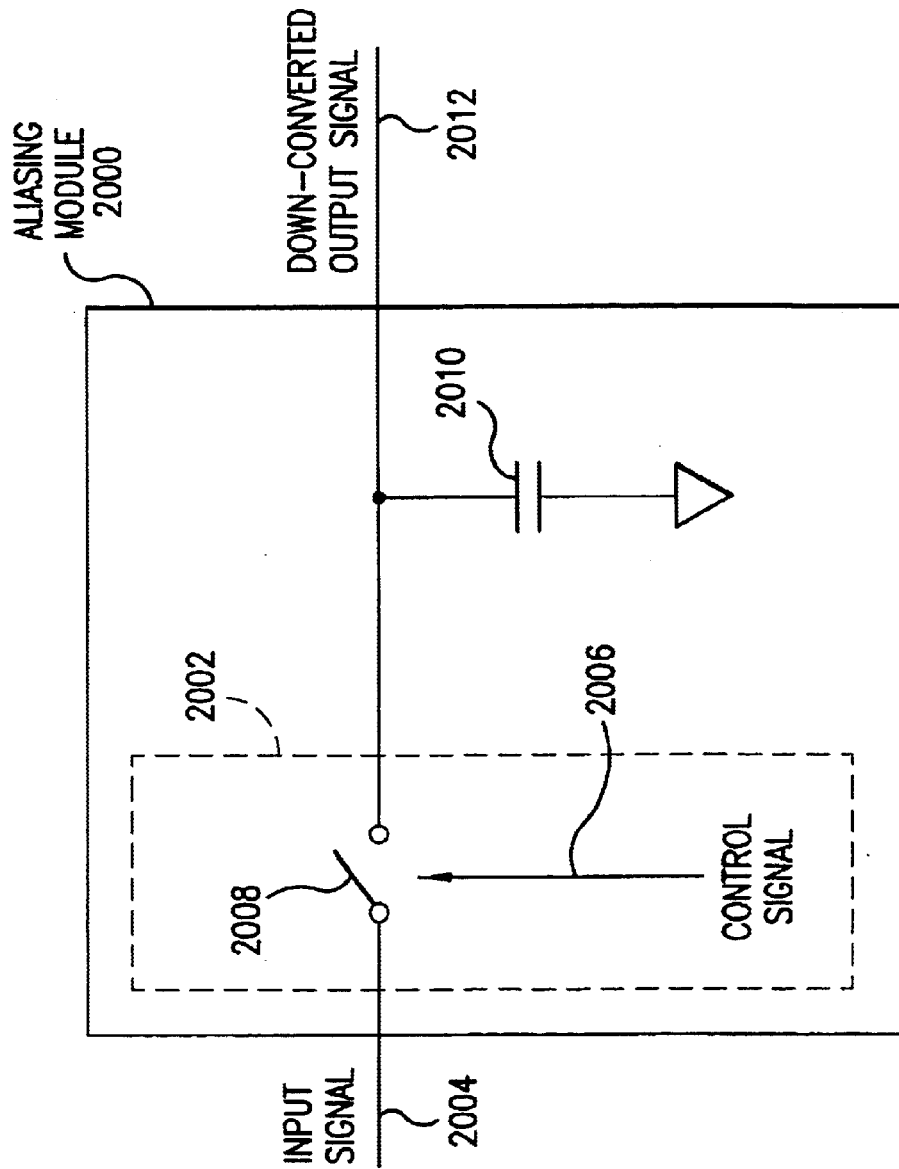 ALIASING
MODULE
2000
INPUT
SIGNAL
2004
2002
2008
2006
CONTROL
SIGNAL
2010
DOWN-CONVERTED
OUTPUT SIGNAL
2012